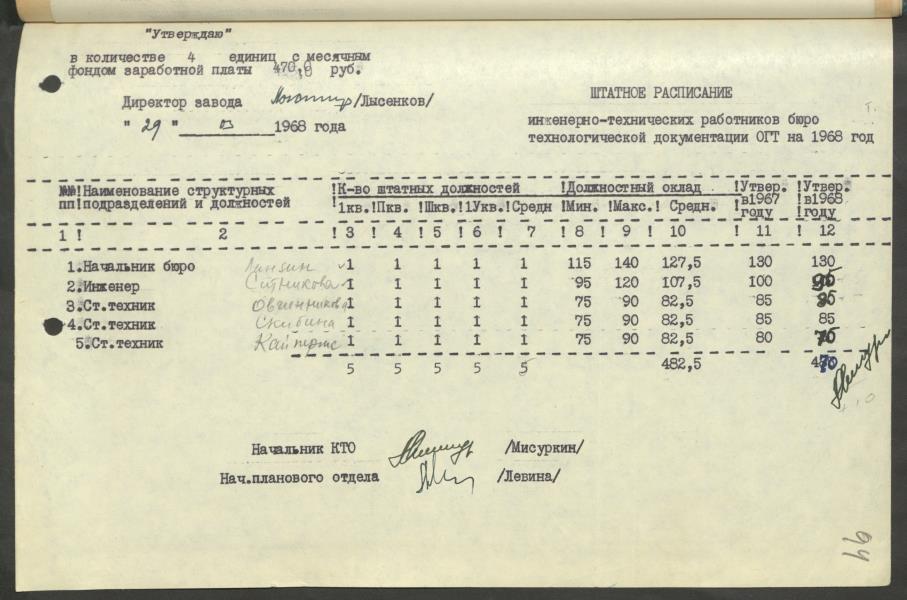 "Утверждаю"
в количестве 4 единиц с месячным
фондом заработной платы 470,0 руб.
Директор завода /Лысенков/
" 29 " 1968 года
ШТАТНОЕ РАСПИСАНИЕ
инженерно-технических работников бюро
технологической документации ОГТ на 1968 год
№№!Наименование структурных !К-во штатных должностей !Должностный оклад !Утвер. !Утвер.
пп!подразделений и должностей !1кв.!Пкв. !Шкв. !1Укв.!Средн !Мин. !Макс.! Средн. !в1967 !в1968
!году !году
1 ! 2 ! 3 ! 4 ! 5 ! 6 ! 7 ! 8 ! 9 ! 10 ! 11 ! 12
1.Начальник бюро 1 1 1 1 1 115 140 127,5 130 130
2.Инженер Ситникова 1 1 1 1 1 95 120 107,5 100
3.Ст.техник Овчинникова 1 1 1 1 1 75 90 82,5 85
4.Ст.техник Скибина 1 1 1 1 1 75 90 82,5 85 85
5.Ст.техник 1 1 1 1 1 75 90 82,5 80
5 5 5 5 5 482,5
Начальник КТО /Мисуркин/
Нач.планового отдела /Левина/
94